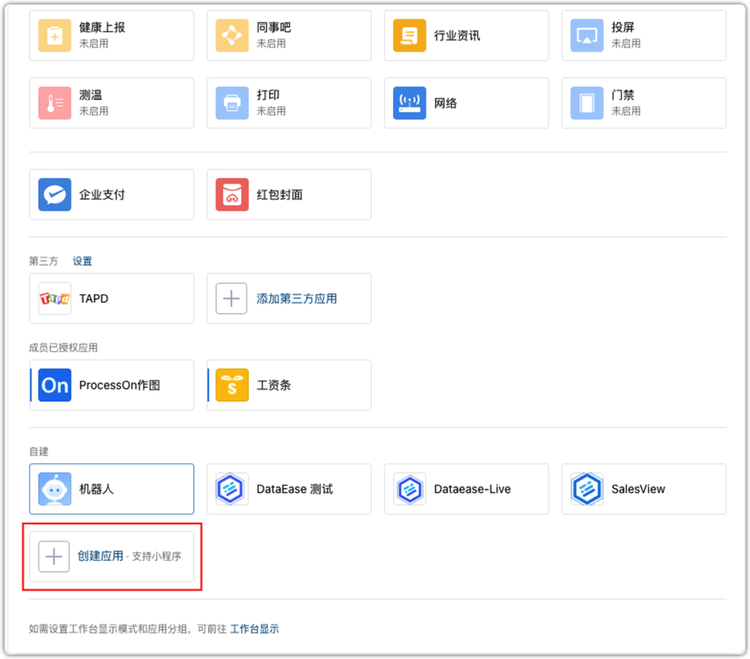 健康上报
未启用
同事吧
未启用
行业资讯
投屏
未启用
测温
未启用
打印
未启用
网络
门禁
未启用
企业支付
红包封面
第三方 设置
Tapd
TAPD
添加第三方应用
成员已授权应用
On
ProcessOn作图
$
工资条
自建
机器人
DataEase 测试
Dataease-Live
SalesView
创建应用 · 支持小程序
如需设置工作台显示模式和应用分组，可前往 工作台显示